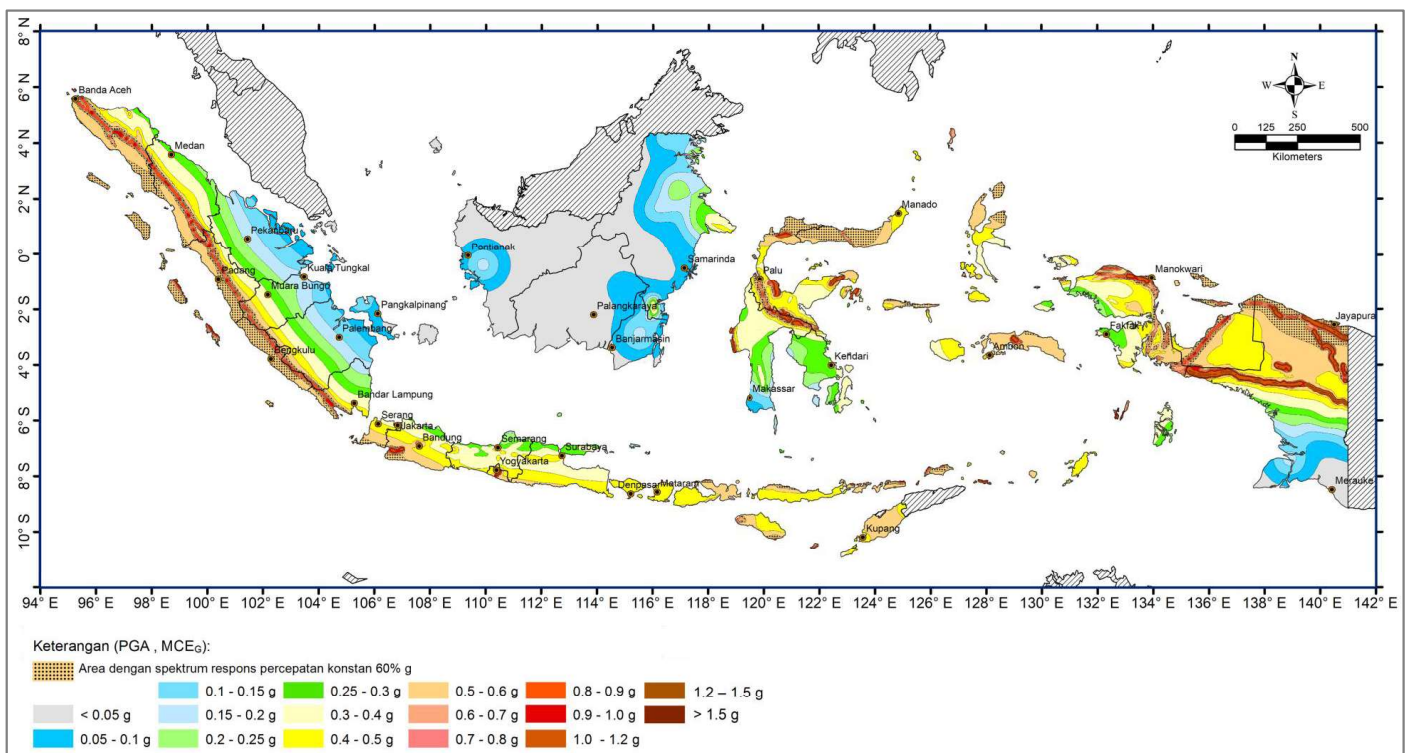 8° N
6° N
4° N
2° N
0°
2° S
4° S
6° S
8° S
10° S
Banda Aceh
Medan
Pekanbaru
Padang
Kuala Tungkal
Muara Bungo
Pangkalpinang
Palembang
Bengkulu
Bandar Lampung
Serang
Jakarta
Bandung
Semarang
Yogyakarta
Surabaya
Denpasar
Mataram
Pontianak
Palangkaraya
Banjarmasin
Samarinda
Manado
Palu
Kendari
Makassar
Kupang
Ambon
Manokwari
Fakfak
Jayapura
Merauke
N
W E
S
0 125 250 500
Kilometers
94° E 96° E 98° E 100° E 102° E 104° E 106° E 108° E 110° E 112° E 114° E 116° E 118° E 120° E 122° E 124° E 126° E 128° E 130° E 132° E 134° E 136° E 138° E 140° E 142° E
Keterangan (PGA , MCEG):
Area dengan spektrum respons percepatan konstan 60% g
0.1 - 0.15 g 0.25 - 0.3 g 0.5 - 0.6 g 0.8 - 0.9 g 1.2 – 1.5 g
< 0.05 g 0.15 - 0.2 g 0.3 - 0.4 g 0.6 - 0.7 g 0.9 - 1.0 g > 1.5 g
0.05 - 0.1 g 0.2 - 0.25 g 0.4 - 0.5 g 0.7 - 0.8 g 1.0 - 1.2 g